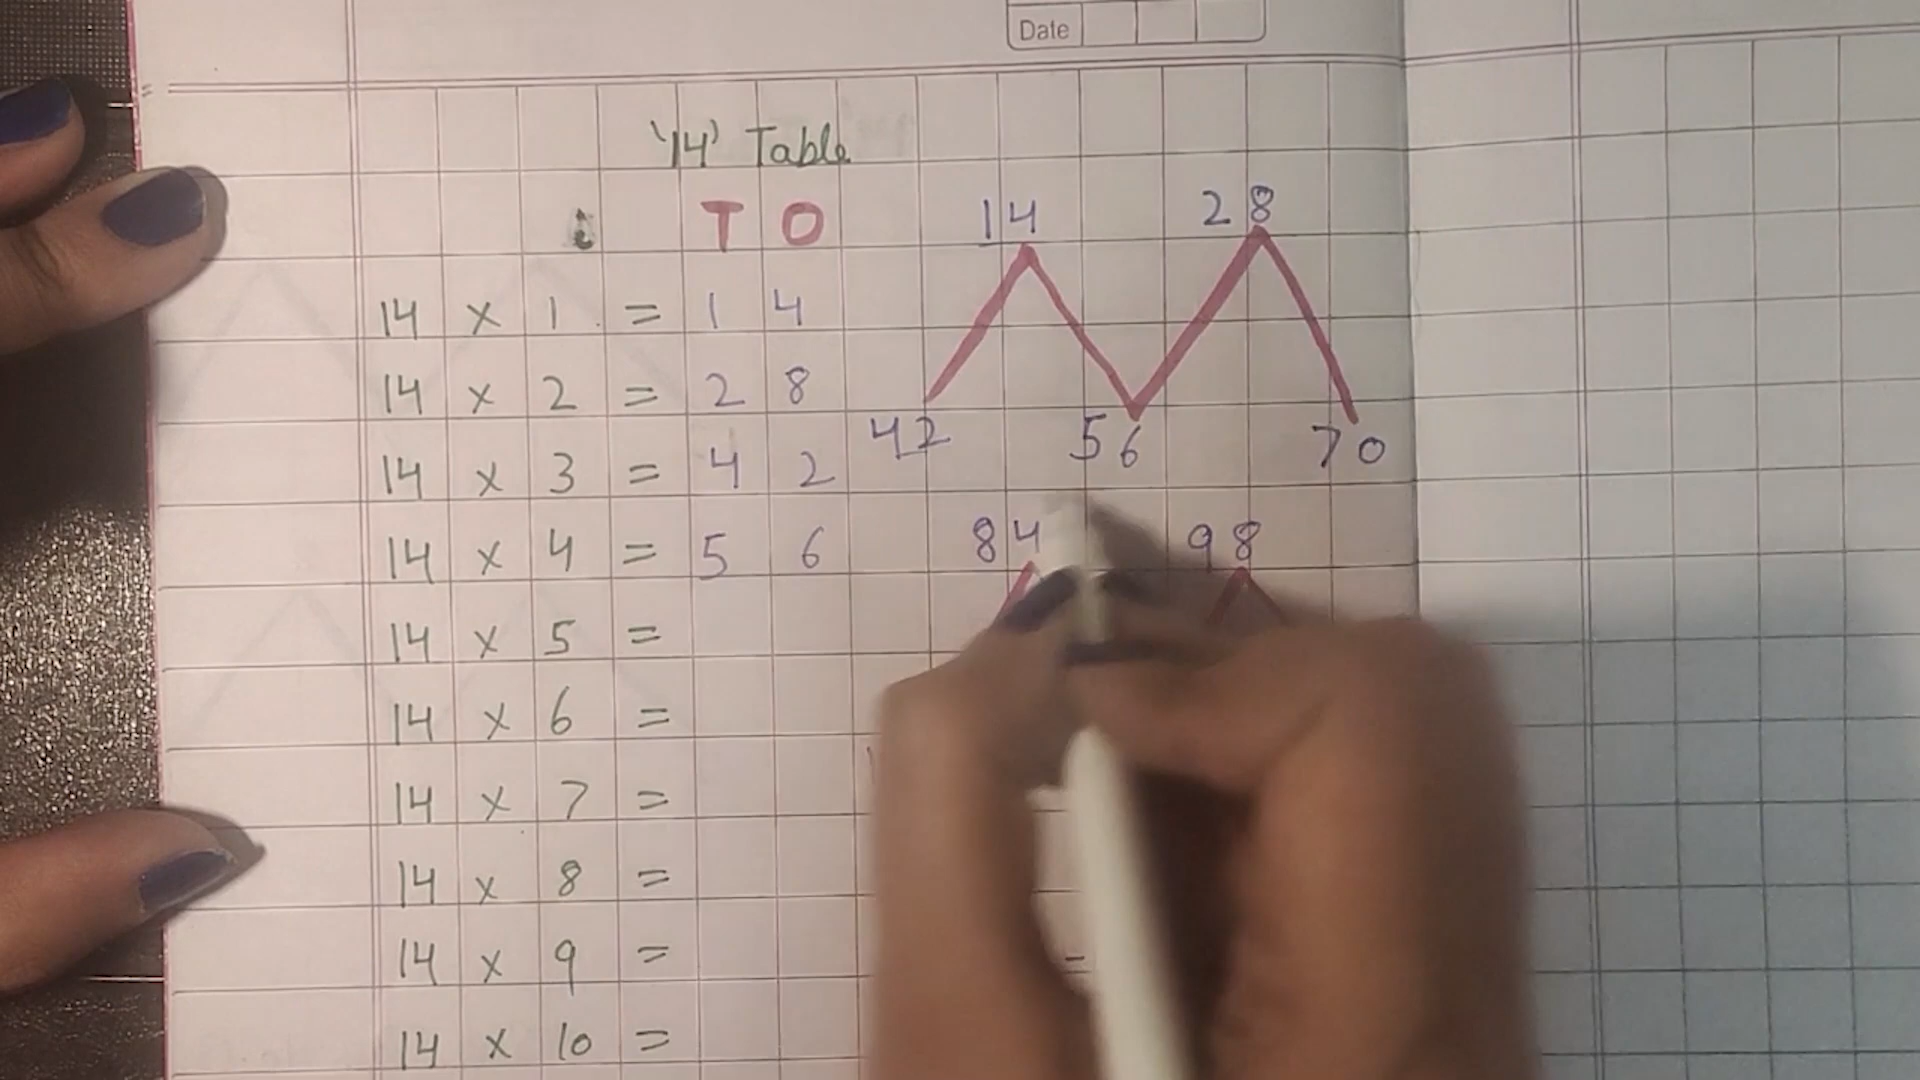 Date
'14' Table
T O 14 28
14 x 1 = 1 4
14 x 2 = 2 8
42 56 70
14 x 3 = 4 2
14 x 4 = 5 6 84 98
14 x 5 =
14 x 6 =
14 x 7 =
14 x 8 =
14 x 9 =
14 x 10 =